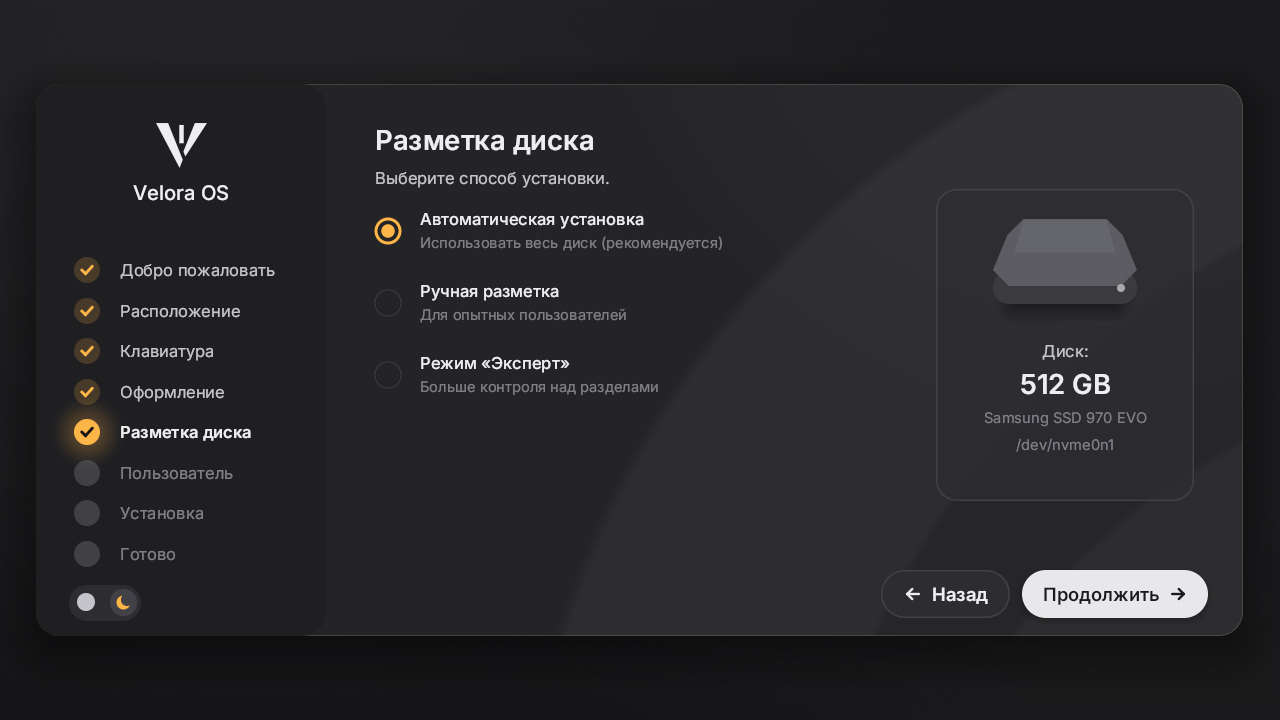 Velora OS
Добро пожаловать
Расположение
Клавиатура
Оформление
Разметка диска
Пользователь
Установка
Готово
Разметка диска
Выберите способ установки.
Автоматическая установка
Использовать весь диск (рекомендуется)
Ручная разметка
Для опытных пользователей
Режим «Эксперт»
Больше контроля над разделами
Диск:
512 GB
Samsung SSD 970 EVO
/dev/nvme0n1
Назад
Продолжить